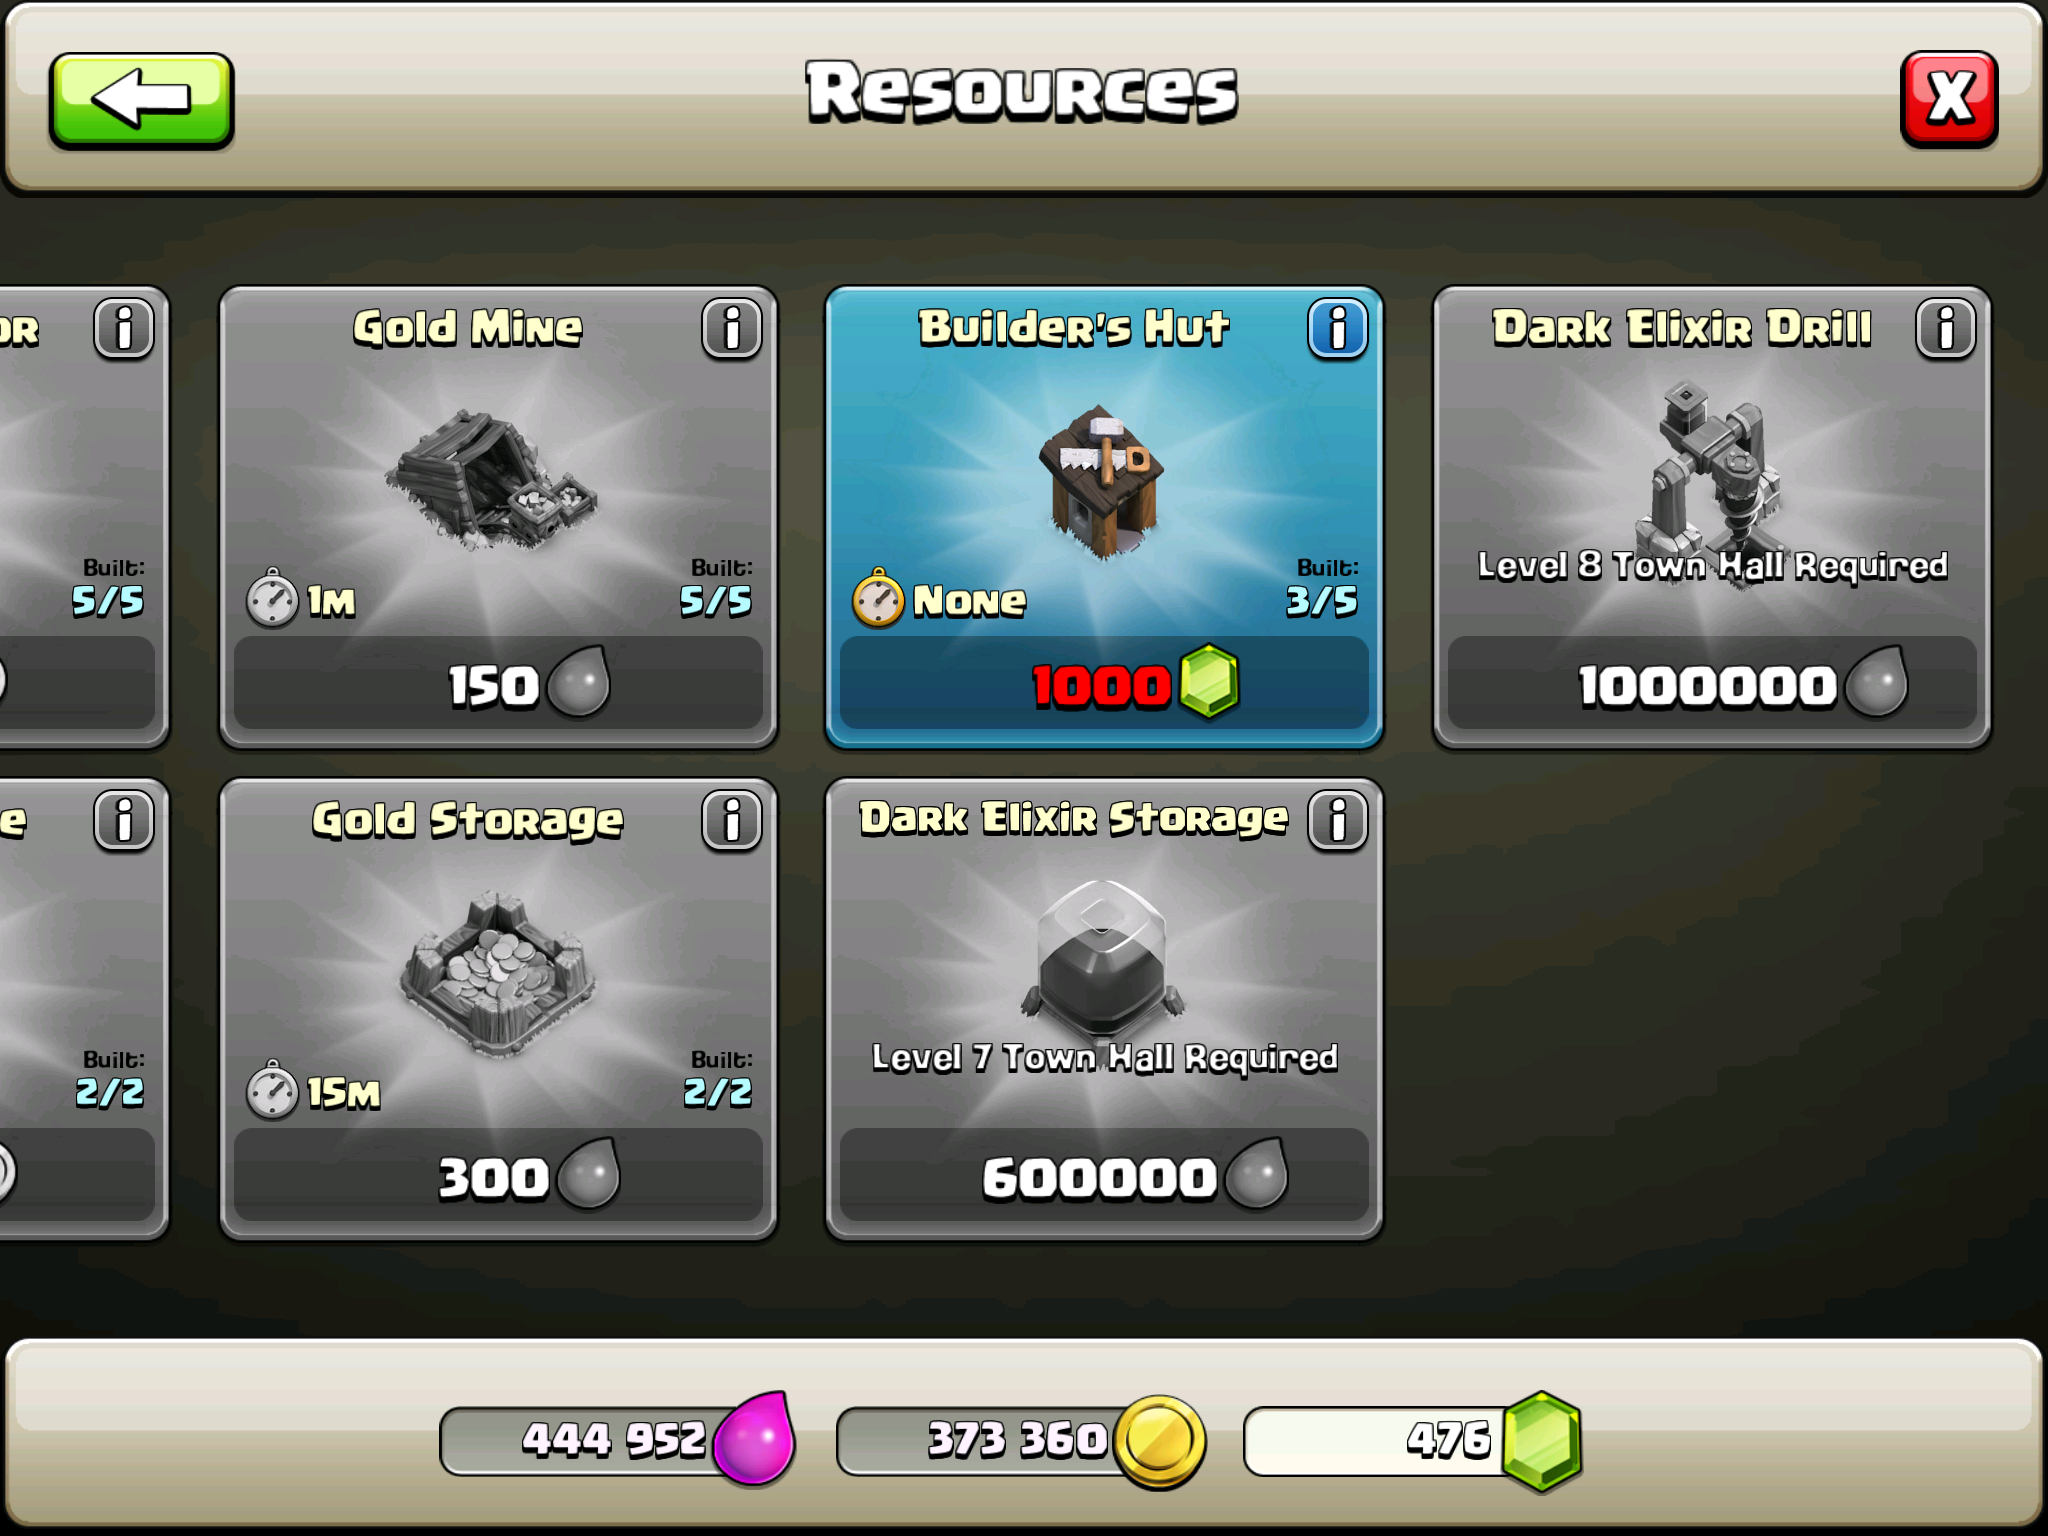 Resources
X
or
i
Built:
5/5
Gold Mine
i
1m
Built:
5/5
150
Builder's Hut
i
None
Built:
3/5
1000
Dark Elixir Drill
i
Level 8 Town Hall Required
1000000
e
i
Built:
2/2
Gold Storage
i
15m
Built:
2/2
300
Dark Elixir Storage
i
Level 7 Town Hall Required
600000
444 952
373 360
476